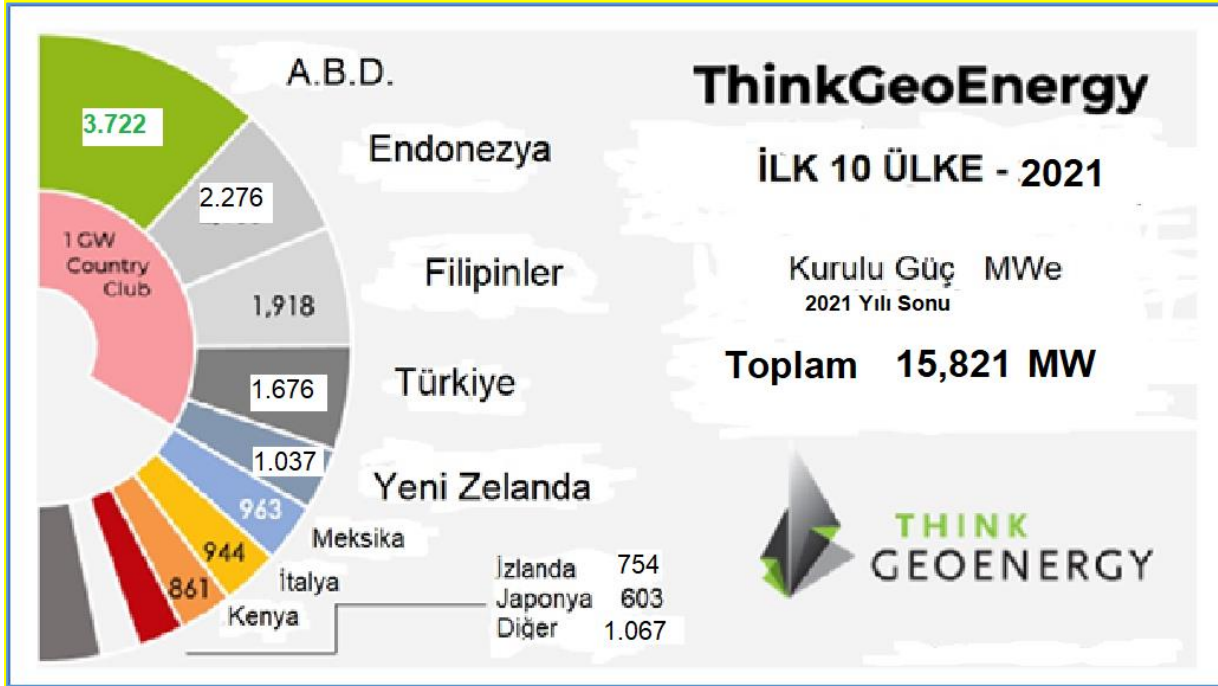 A.B.D.
3.722
Endonezya
2.276
Filipinler
1,918
Türkiye
1.676
Yeni Zelanda
1.037
963
Meksika
944
İtalya
861
Kenya
1 GW
Country
Club
İzlanda 754
Japonya 603
Diğer 1.067
ThinkGeoEnergy
İLK 10 ÜLKE - 2021
Kurulu Güç MWe
2021 Yılı Sonu
Toplam 15,821 MW
THINK
GEOENERGY